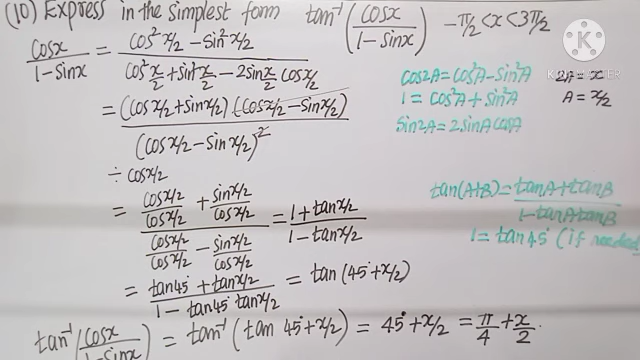 (10) Express in the simplest form tan⁻¹(cosx/(1-sinx)) -π/2<x<3π/2
cosx/(1-sinx) = (cos²x/2 - sin²x/2)/(cos²x/2 + sin²x/2 - 2sinx/2 cosx/2)
cos2A = cos²A - sin²A 2A = x
1 = cos²A + sin²A A = x/2
sin2A = 2sinA cosA
= (cosx/2 + sinx/2)(cosx/2 - sinx/2)/(cosx/2 - sinx/2)²
÷ cosx/2
= (cosx/2/cosx/2 + sinx/2/cosx/2)/(cosx/2/cosx/2 - sinx/2/cosx/2) = (1 + tanx/2)/(1 - tanx/2)
tan(A+B) = (tanA + tanB)/(1 - tanA tanB)
1 = tan45° (if needed
= (tan45° + tanx/2)/(1 - tan45° tanx/2) = tan(45° + x/2)
tan⁻¹(cosx/(1-sinx)) = tan⁻¹(tan 45° + x/2) = 45° + x/2 = π/4 + x/2.